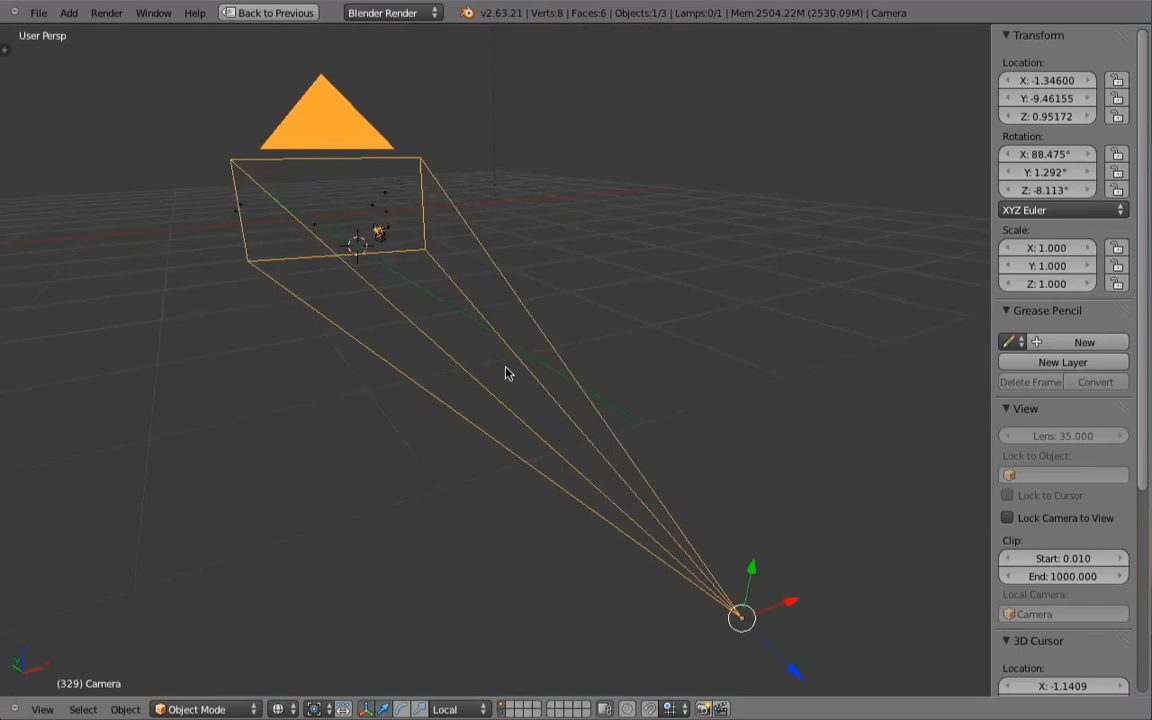 File Add Render Window Help Back to Previous Blender Render v2.63.21 | Verts:8 | Faces:6 | Objects:1/3 | Lamps:0/1 | Mem:2504.22M (2530.09M) | Camera
User Persp
Transform
Location:
X: -1.34600
Y: -9.46155
Z: 0.95172
Rotation:
X: 88.475°
Y: 1.292°
Z: -8.113°
XYZ Euler
Scale:
X: 1.000
Y: 1.000
Z: 1.000
Grease Pencil
New
New Layer
Delete Frame Convert
View
Lens: 35.000
Lock to Object:
Lock to Cursor
Lock Camera to View
Clip:
Start: 0.010
End: 1000.000
Local Camera:
Camera
3D Cursor
Location:
X: -1.1409
(329) Camera
View Select Object Object Mode Local